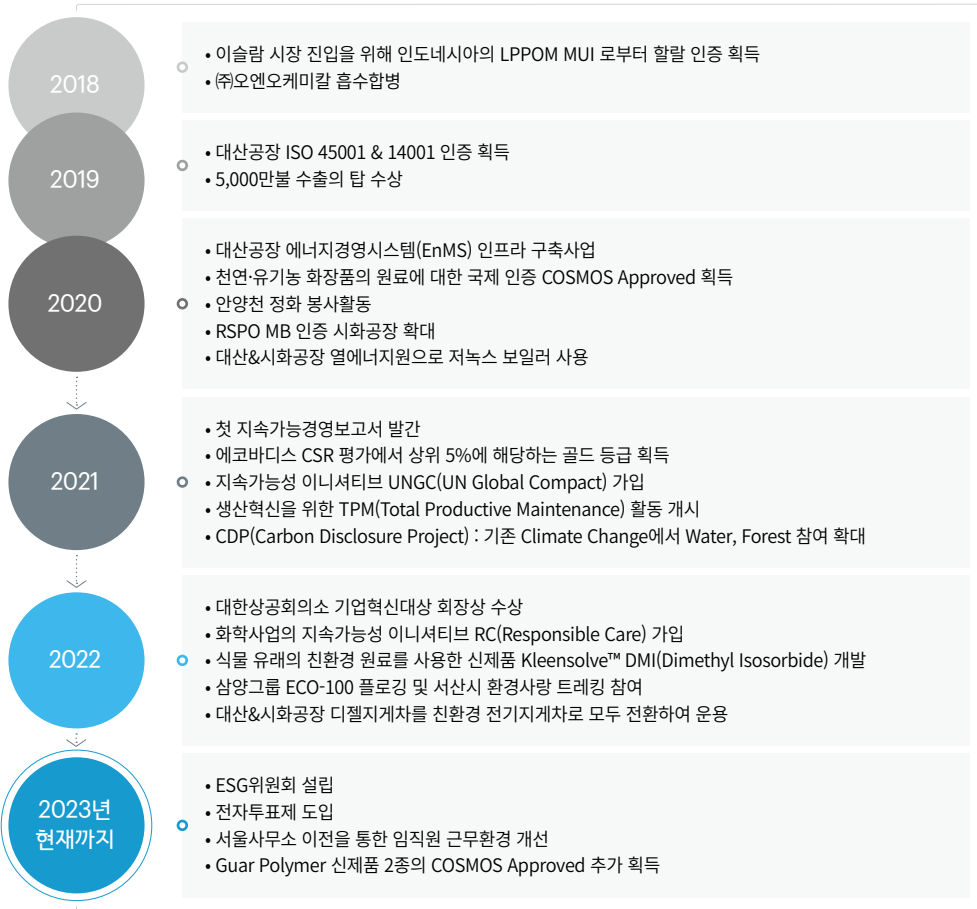 2018
• 이슬람 시장 진입을 위해 인도네시아의 LPPOM MUI 로부터 할랄 인증 획득
• ㈜오엔오케미칼 흡수합병
2019
• 대산공장 ISO 45001 & 14001 인증 획득
• 5,000만불 수출의 탑 수상
2020
• 대산공장 에너지경영시스템(EnMS) 인프라 구축사업
• 천연·유기농 화장품의 원료에 대한 국제 인증 COSMOS Approved 획득
• 안양천 정화 봉사활동
• RSPO MB 인증 시화공장 확대
• 대산&시화공장 열에너지원으로 저녹스 보일러 사용
2021
• 첫 지속가능경영보고서 발간
• 에코바디스 CSR 평가에서 상위 5%에 해당하는 골드 등급 획득
• 지속가능성 이니셔티브 UNGC(UN Global Compact) 가입
• 생산혁신을 위한 TPM(Total Productive Maintenance) 활동 개시
• CDP(Carbon Disclosure Project) : 기존 Climate Change에서 Water, Forest 참여 확대
2022
• 대한상공회의소 기업혁신대상 회장상 수상
• 화학사업의 지속가능성 이니셔티브 RC(Responsible Care) 가입
• 식물 유래의 친환경 원료를 사용한 신제품 Kleensolve™ DMI(Dimethyl Isosorbide) 개발
• 삼양그룹 ECO-100 플로깅 및 서산시 환경사랑 트레킹 참여
• 대산&시화공장 디젤지게차를 친환경 전기지게차로 모두 전환하여 운용
2023년
현재까지
• ESG위원회 설립
• 전자투표제 도입
• 서울사무소 이전을 통한 임직원 근무환경 개선
• Guar Polymer 신제품 2종의 COSMOS Approved 추가 획득